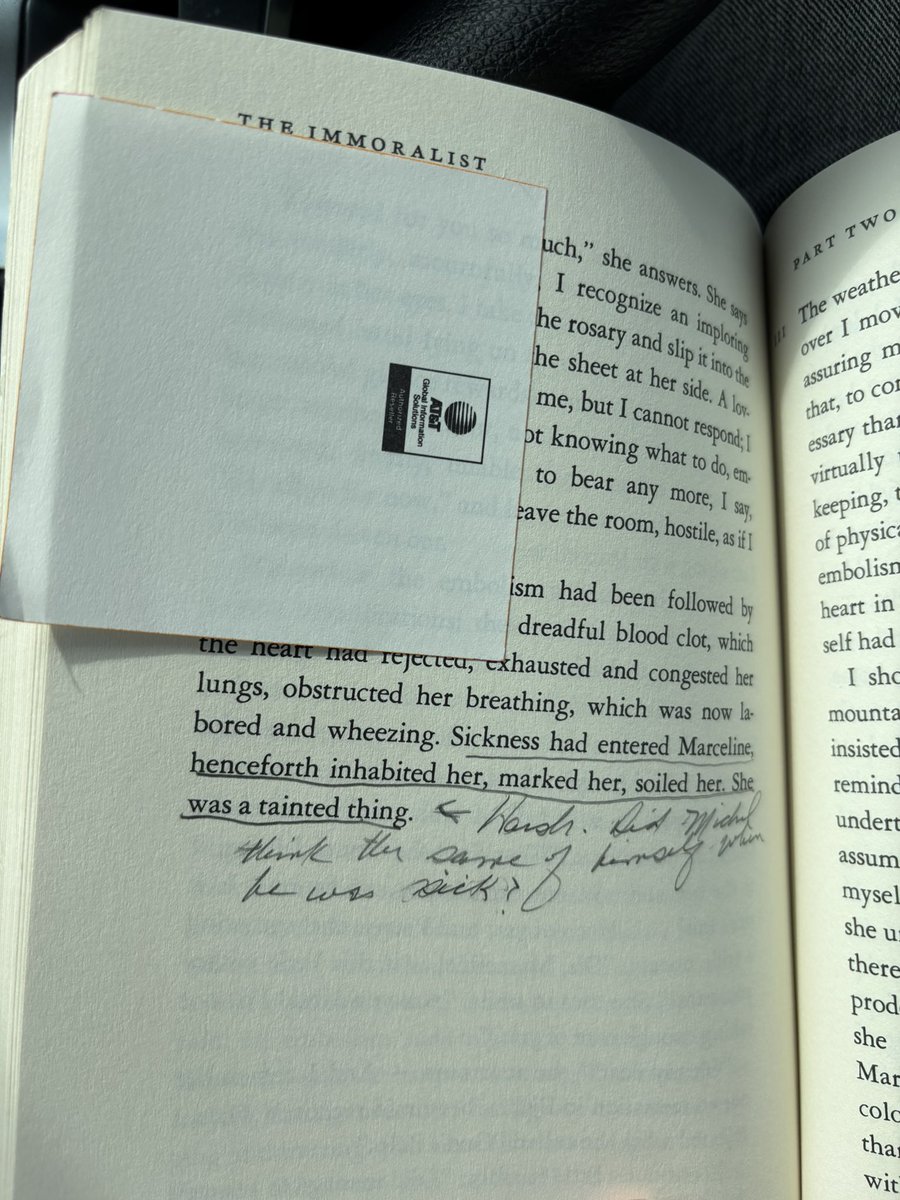 THE IMMORALIST
uch," she answers. She says
I recognize an imploring
he rosary and slip it into the
he sheet at her side. A lov-
me, but I cannot respond; I
ot knowing what to do, em-
to bear any more, I say,
eave the room, hostile, as if I
ism had been followed by
dreadful blood clot, which
the heart had rejected, exhausted and congested her
lungs, obstructed her breathing, which was now la-
bored and wheezing. Sickness had entered Marceline,
henceforth inhabited her, marked her, soiled her. She
was a tainted thing. ← Harsh. Did Michel
think the same of himself when
he was sick?
AT&T
Global Information
Solutions
Authorized
Reseller
PART TWO
III
The weathe
over I mov
assuring m
that, to con
essary than
virtually
keeping, t
of physica
embolism
heart in
self had
I sho
mounta
insisted
remind
undert
assum
mysel
she u
there
prod
she
Mar
colo
than
wit